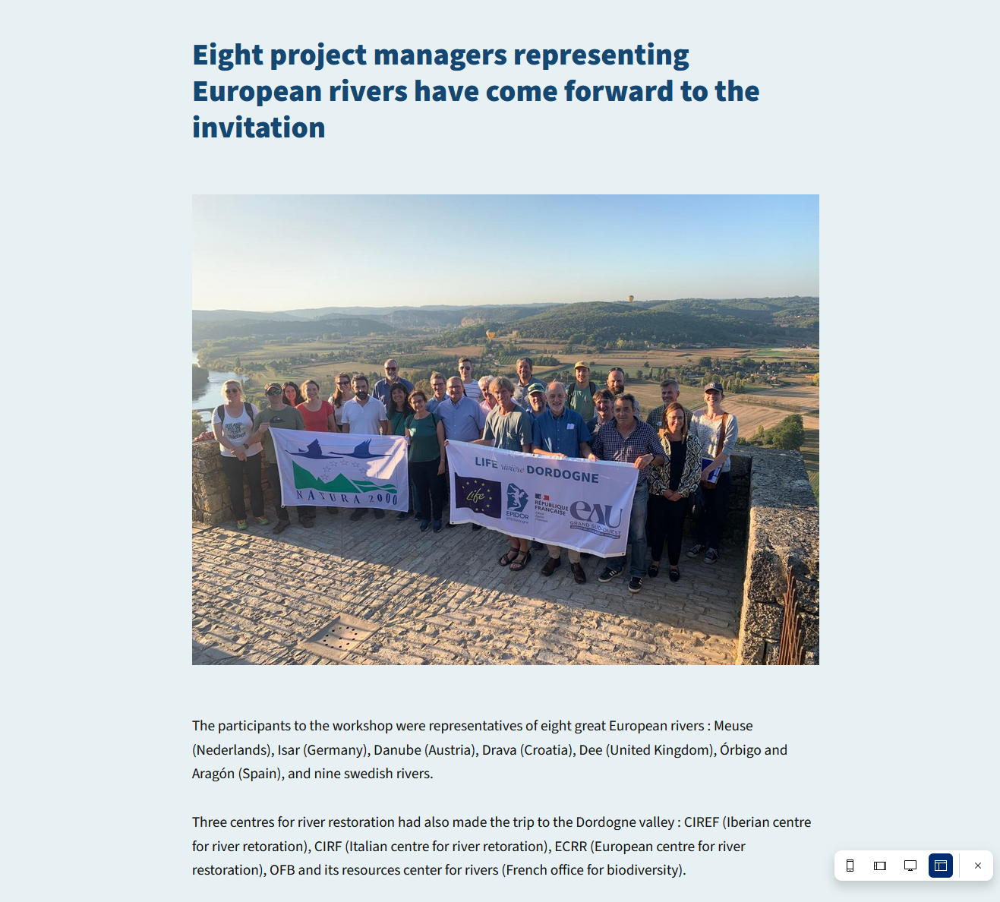 Eight project managers representing
European rivers have come forward to the
invitation
NATURA 2000
LIFE rivière DORDOGNE
Life
EPIDOR
RÉPUBLIQUE
FRANÇAISE
eau
GRAND SUD-OUEST
The participants to the workshop were representatives of eight great European rivers : Meuse
(Nederlands), Isar (Germany), Danube (Austria), Drava (Croatia), Dee (United Kingdom), Órbigo and
Aragón (Spain), and nine swedish rivers.
Three centres for river restoration had also made the trip to the Dordogne valley : CIREF (Iberian centre
for river retoration), CIRF (Italian centre for river retoration), ECRR (European centre for river
restoration), OFB and its resources center for rivers (French office for biodiversity).